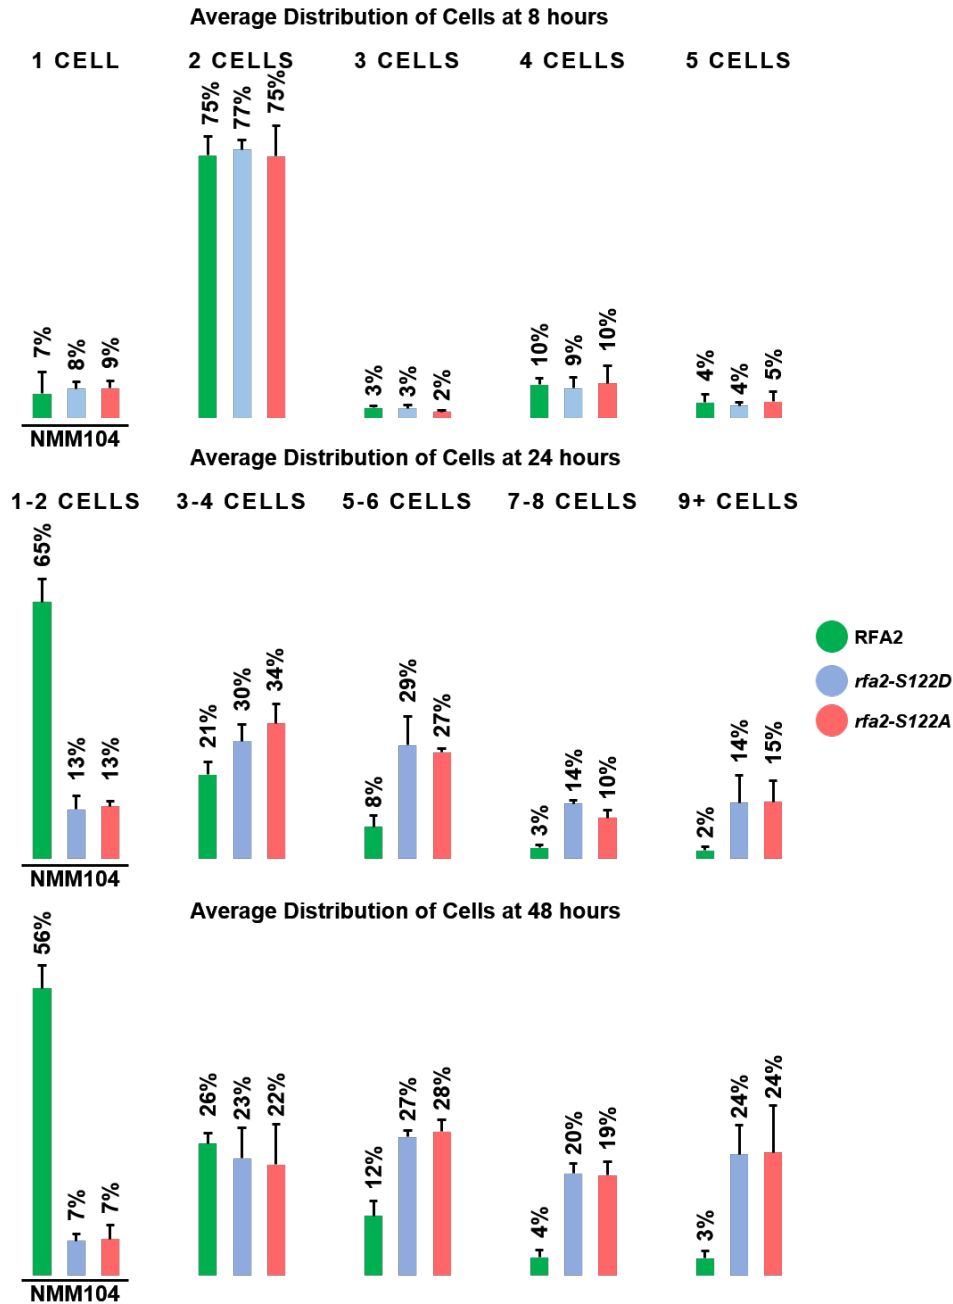 Average Distribution of Cells at 8 hours
1 CELL 2 CELLS 3 CELLS 4 CELLS 5 CELLS
7% 8% 9% 75% 77% 75% 3% 3% 2% 10% 9% 10% 4% 4% 5%
NMM104
Average Distribution of Cells at 24 hours
1-2 CELLS 3-4 CELLS 5-6 CELLS 7-8 CELLS 9+ CELLS
65% 13% 13% 21% 30% 34% 8% 29% 27% 3% 14% 10% 2% 14% 15%
RFA2
rfa2-S122D
rfa2-S122A
NMM104
Average Distribution of Cells at 48 hours
56% 7% 7% 26% 23% 22% 12% 27% 28% 4% 20% 19% 3% 24% 24%
NMM104